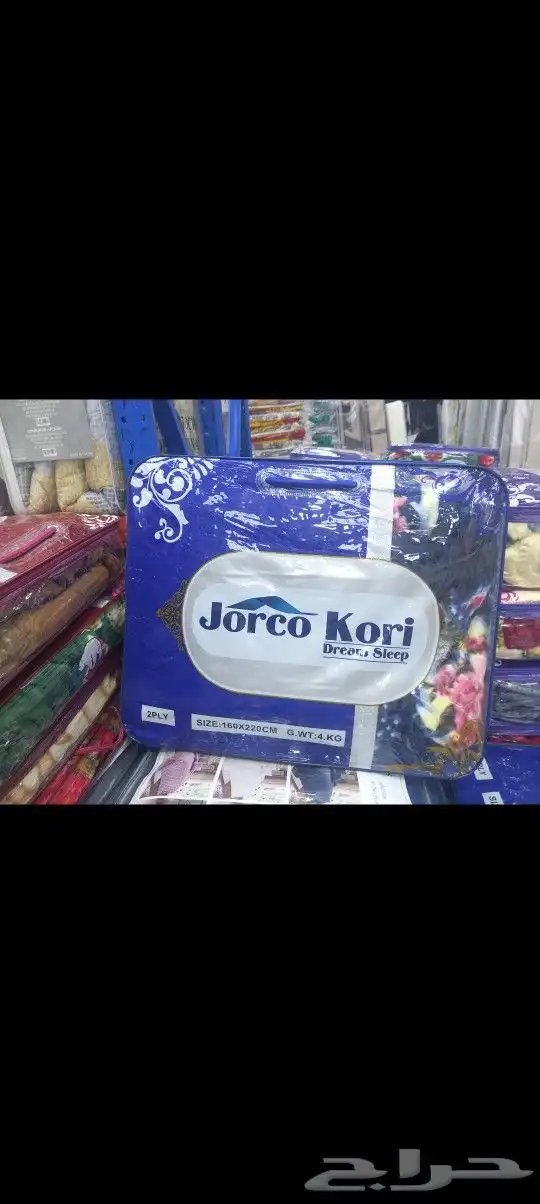 Jorco Kori
Dream Sleep
2PLY
SIZE:160X220CM G.WT:4.KG
حراج